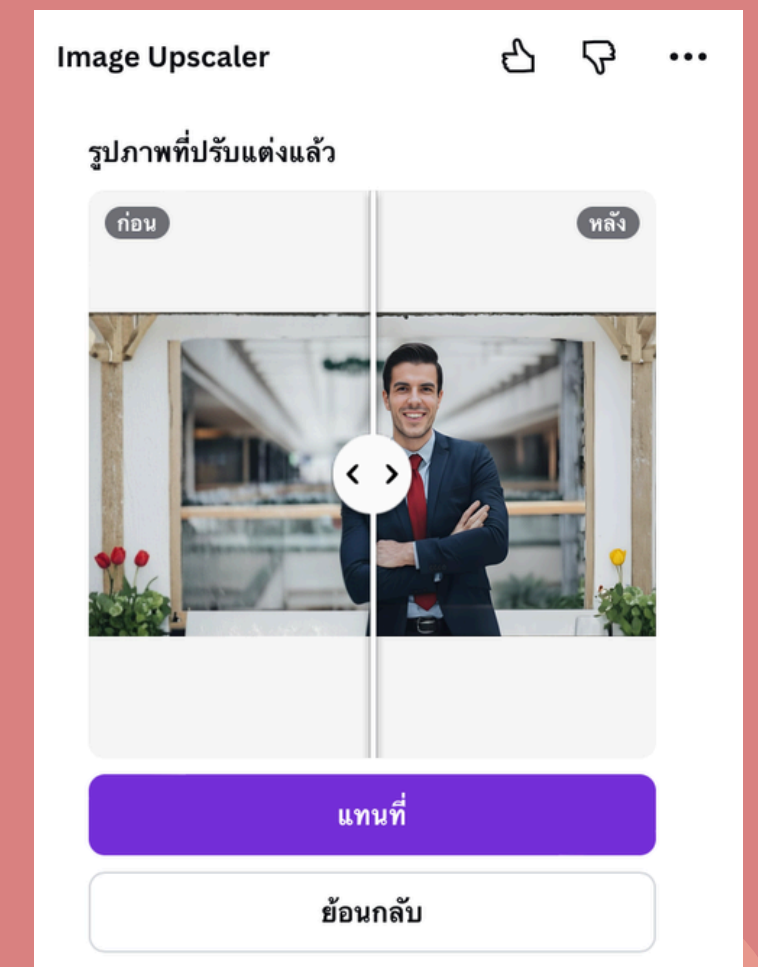 Image Upscaler
รูปภาพที่ปรับแต่งแล้ว
ก่อน
หลัง
แทนที่
ย้อนกลับ